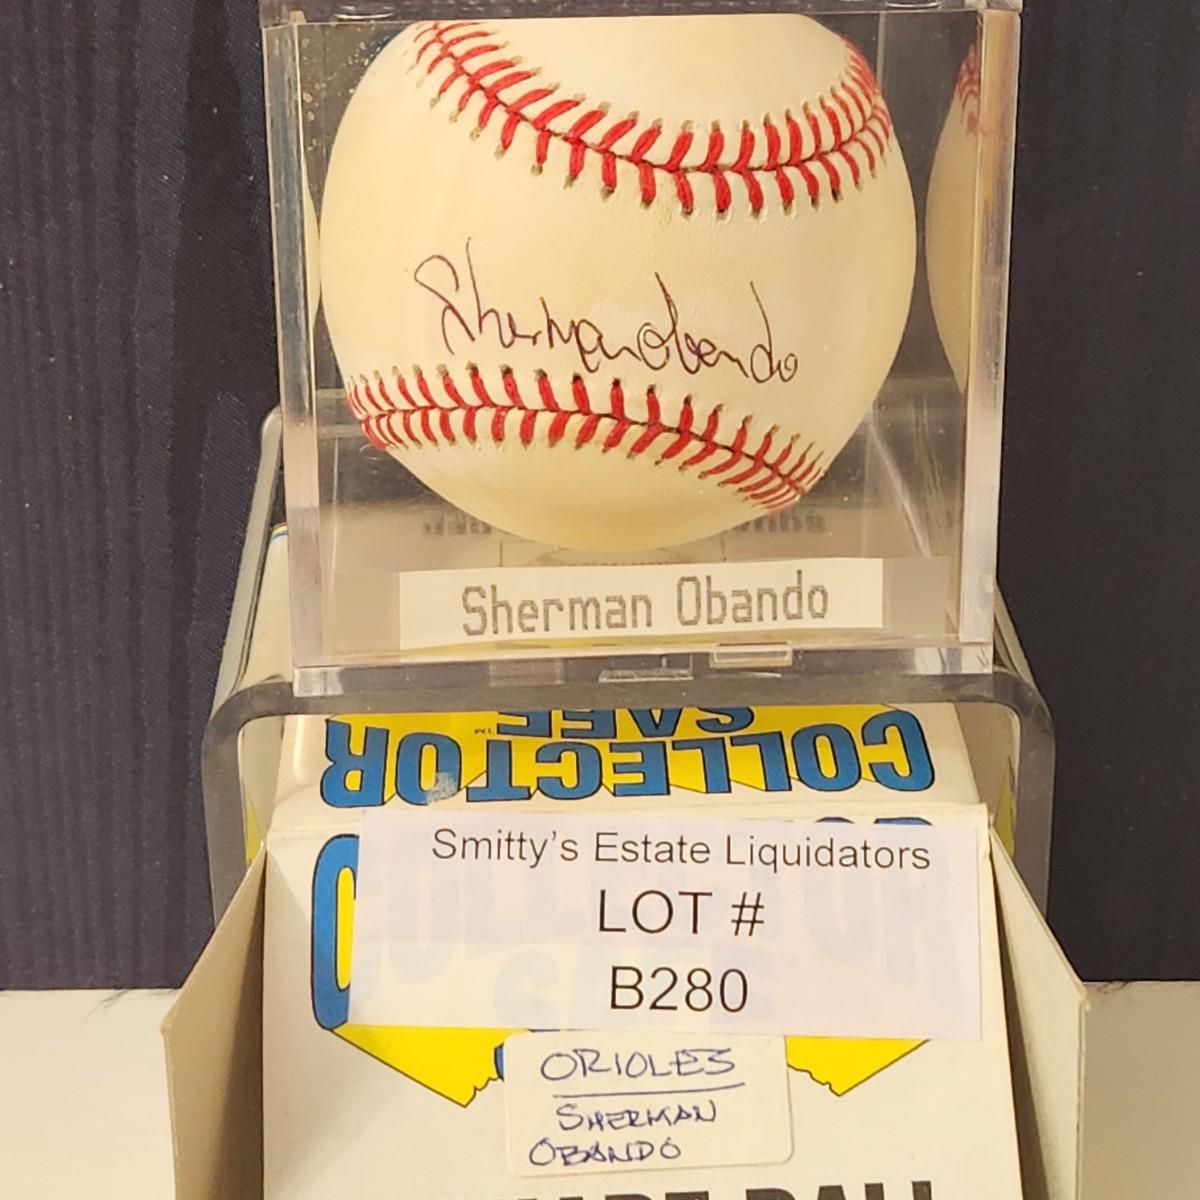 Sherman Obando
Sherman Obando
SAFE
COLLECTOR
Smitty's Estate Liquidators
LOT #
B280
ORIOLES
SHERMAN
OBANDO